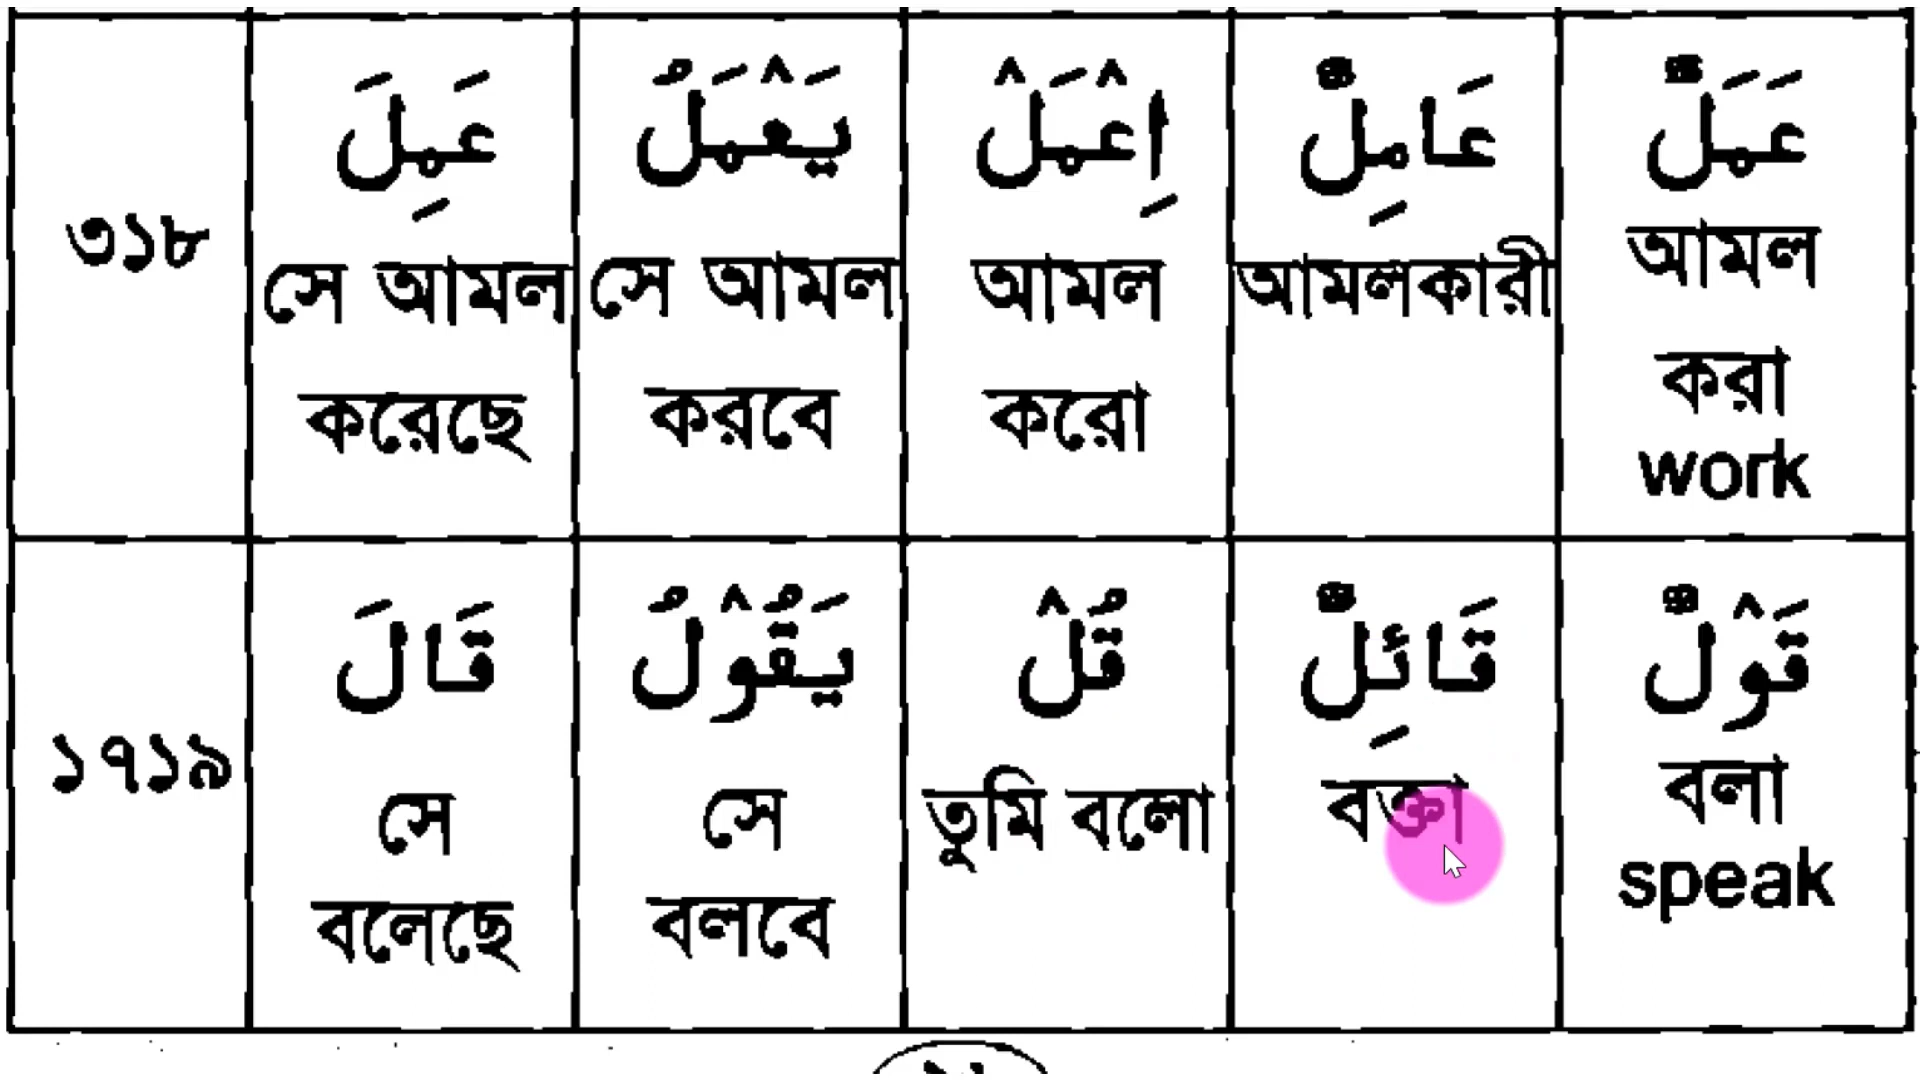 ৩১৮
عَمِلَ
সে আমল
করেছে
يَعْمَلُ
সে আমল
করবে
اِعْمَلْ
আমল
করো
عَامِلٌ
আমলকারী
عَمَلٌ
আমল
করা
work
১৭১৯
قَالَ
সে
বলেছে
يَقُوْلُ
সে
বলবে
قُلْ
তুমি বলো
قَائِلٌ
বক্তা
قَوْلٌ
বলা
speak